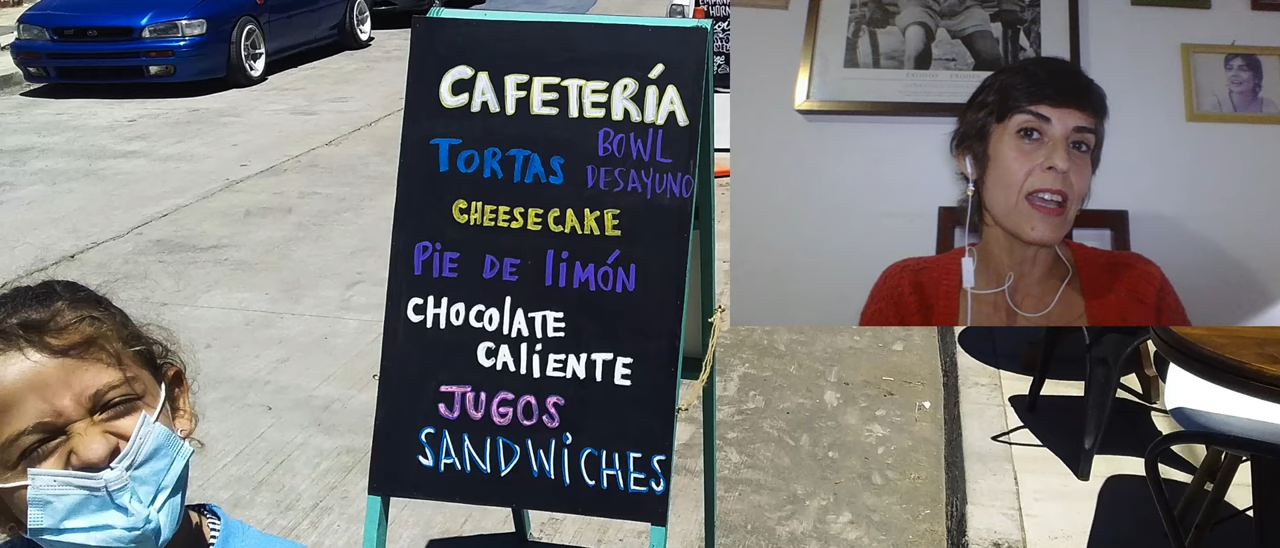 CAFETERÍA
TORTAS
BOWL
DESAYUNO
CHEESECAKE
PIE DE LIMÓN
CHOCOLATE
CALIENTE
JUGOS
SANDWICHES